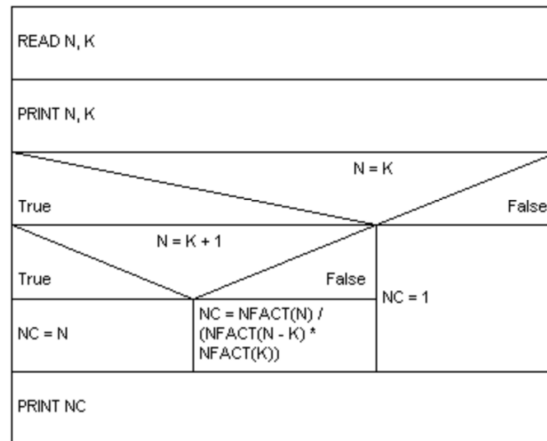 READ N, K
PRINT N, K
N = K
True
False
N = K + 1
True
False
NC = 1
NC = N
NC = NFACT(N) /
(NFACT(N - K) *
NFACT(K))
PRINT NC